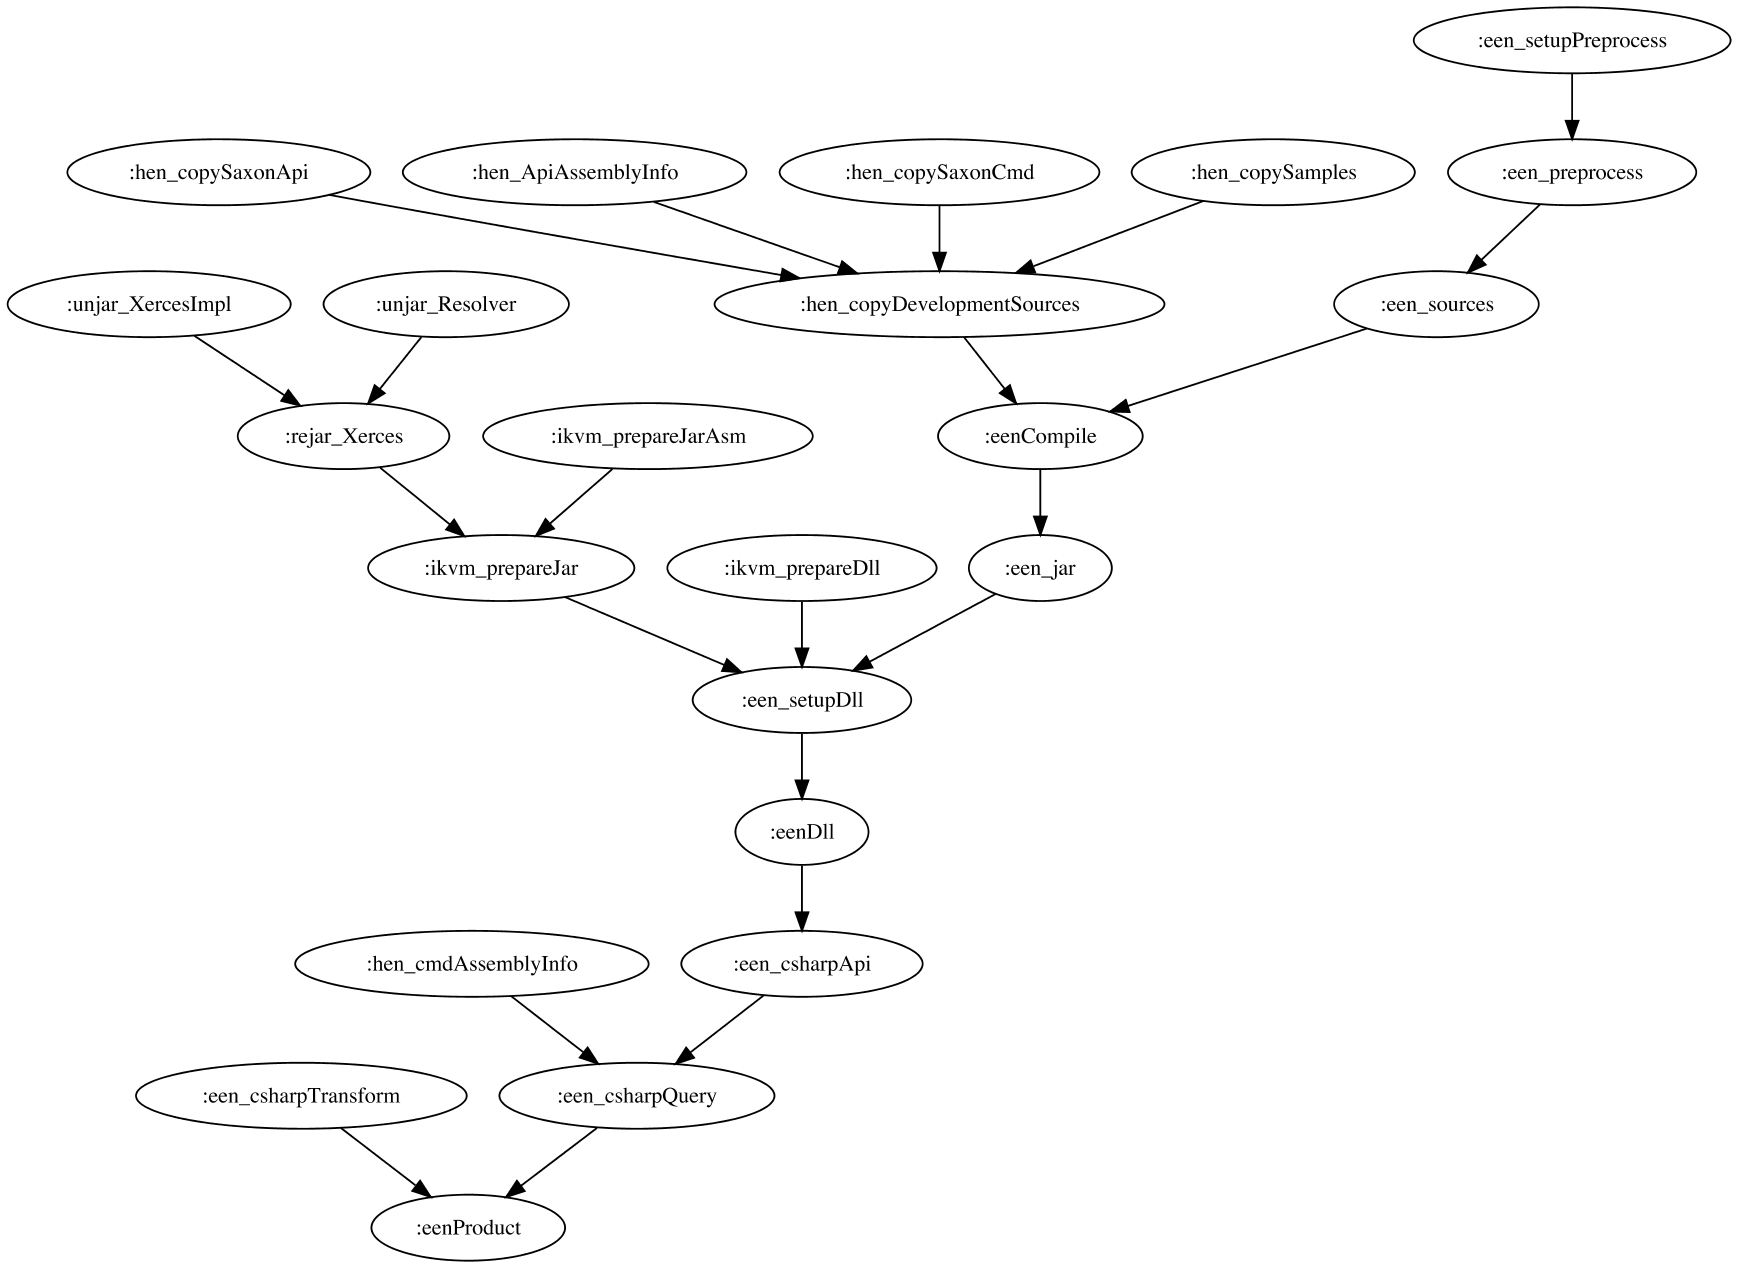 :een_setupPreprocess
:hen_copySaxonApi
:hen_ApiAssemblyInfo
:hen_copySaxonCmd
:hen_copySamples
:een_preprocess
:unjar_XercesImpl
:unjar_Resolver
:hen_copyDevelopmentSources
:een_sources
:rejar_Xerces
:ikvm_prepareJarAsm
:eenCompile
:ikvm_prepareJar
:ikvm_prepareDll
:een_jar
:een_setupDll
:eenDll
:hen_cmdAssemblyInfo
:een_csharpApi
:een_csharpTransform
:een_csharpQuery
:eenProduct